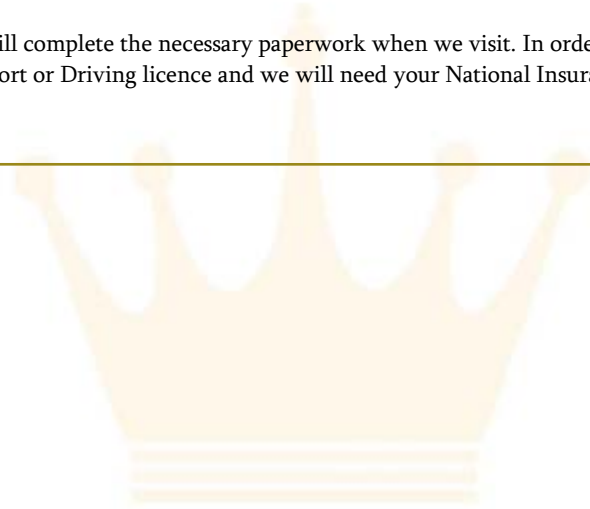 ill complete the necessary paperwork when we visit. In orde
ort or Driving licence and we will need your National Insura